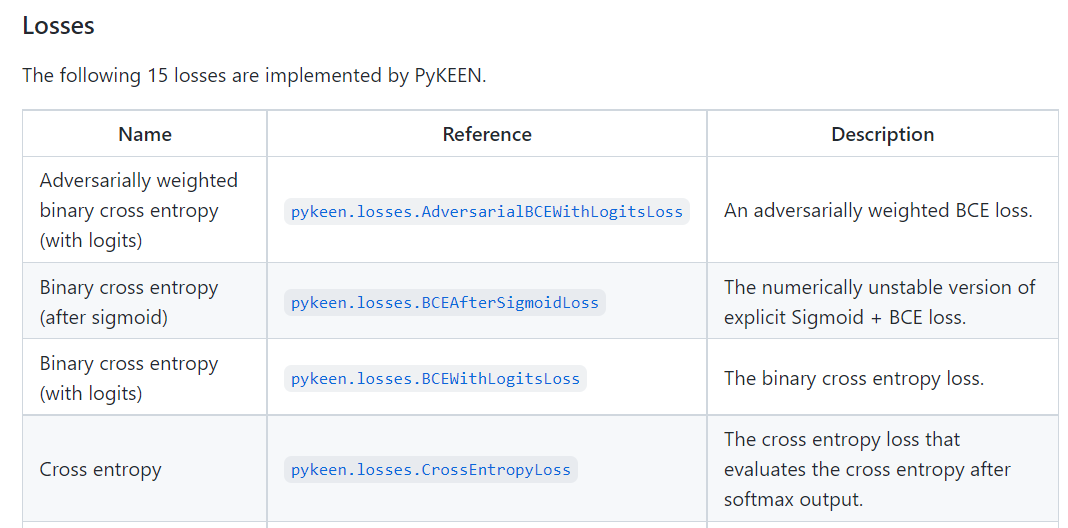 Losses
The following 15 losses are implemented by PyKEEN.
Name Reference Description
Adversarially weighted
binary cross entropy
(with logits)
pykeen.losses.AdversarialBCEWithLogitsLoss
An adversarially weighted BCE loss.
Binary cross entropy
(after sigmoid)
pykeen.losses.BCEAfterSigmoidLoss
The numerically unstable version of
explicit Sigmoid + BCE loss.
Binary cross entropy
(with logits)
pykeen.losses.BCEWithLogitsLoss
The binary cross entropy loss.
Cross entropy
pykeen.losses.CrossEntropyLoss
The cross entropy loss that
evaluates the cross entropy after
softmax output.